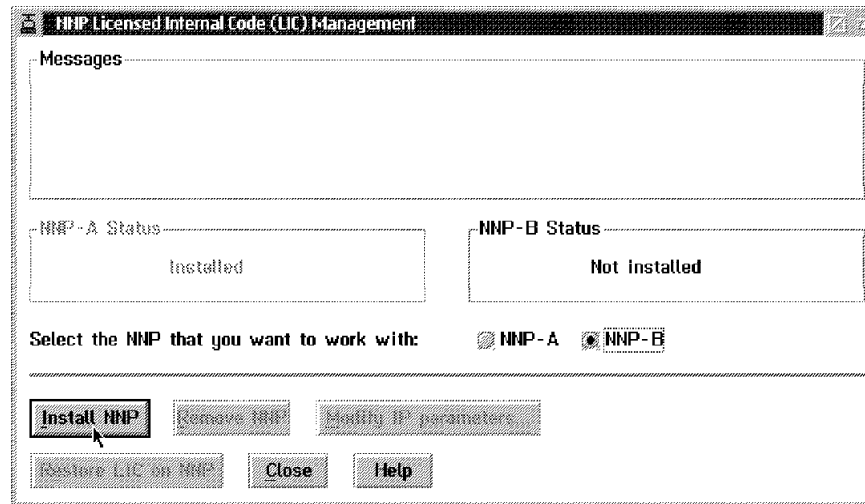 NNP Licensed Internal Code (LIC) Management
Messages
NNP-A Status
NNP-B Status
Installed
Not installed
Select the NNP that you want to work with:
NNP-A
NNP-B
Install NNP
Remove NNP
Modify IP parameters...
Restore LIC on NNP
Close
Help